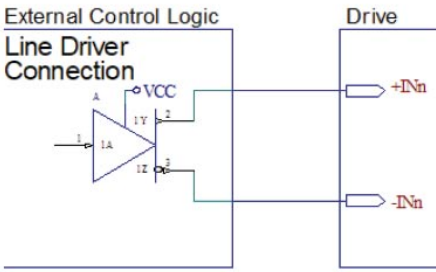 External Control Logic
Drive
Line Driver
Connection
A
VCC
+INn
1Y
2
1
1A
1Z
3
-INn